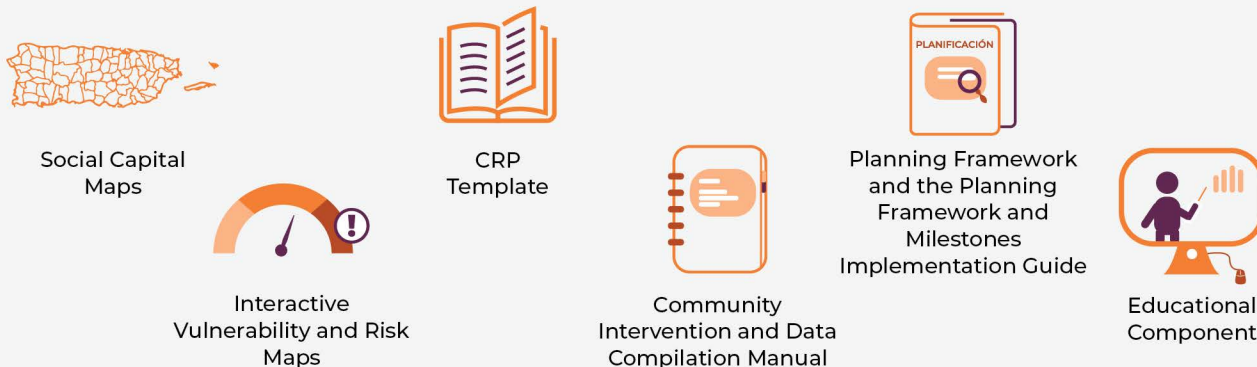 Social Capital
Maps
Interactive
Vulnerability and Risk
Maps
!
CRP
Template
Community
Intervention and Data
Compilation Manual
PLANIFICACIÓN
Planning Framework
and the Planning
Framework and
Milestones
Implementation Guide
Educational
Component